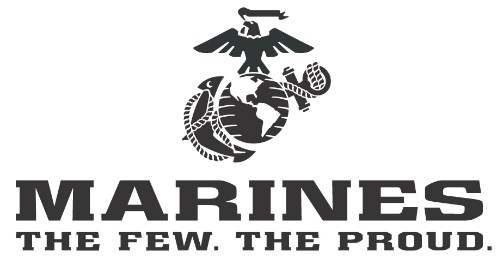 MARINES
THE FEW. THE PROUD.